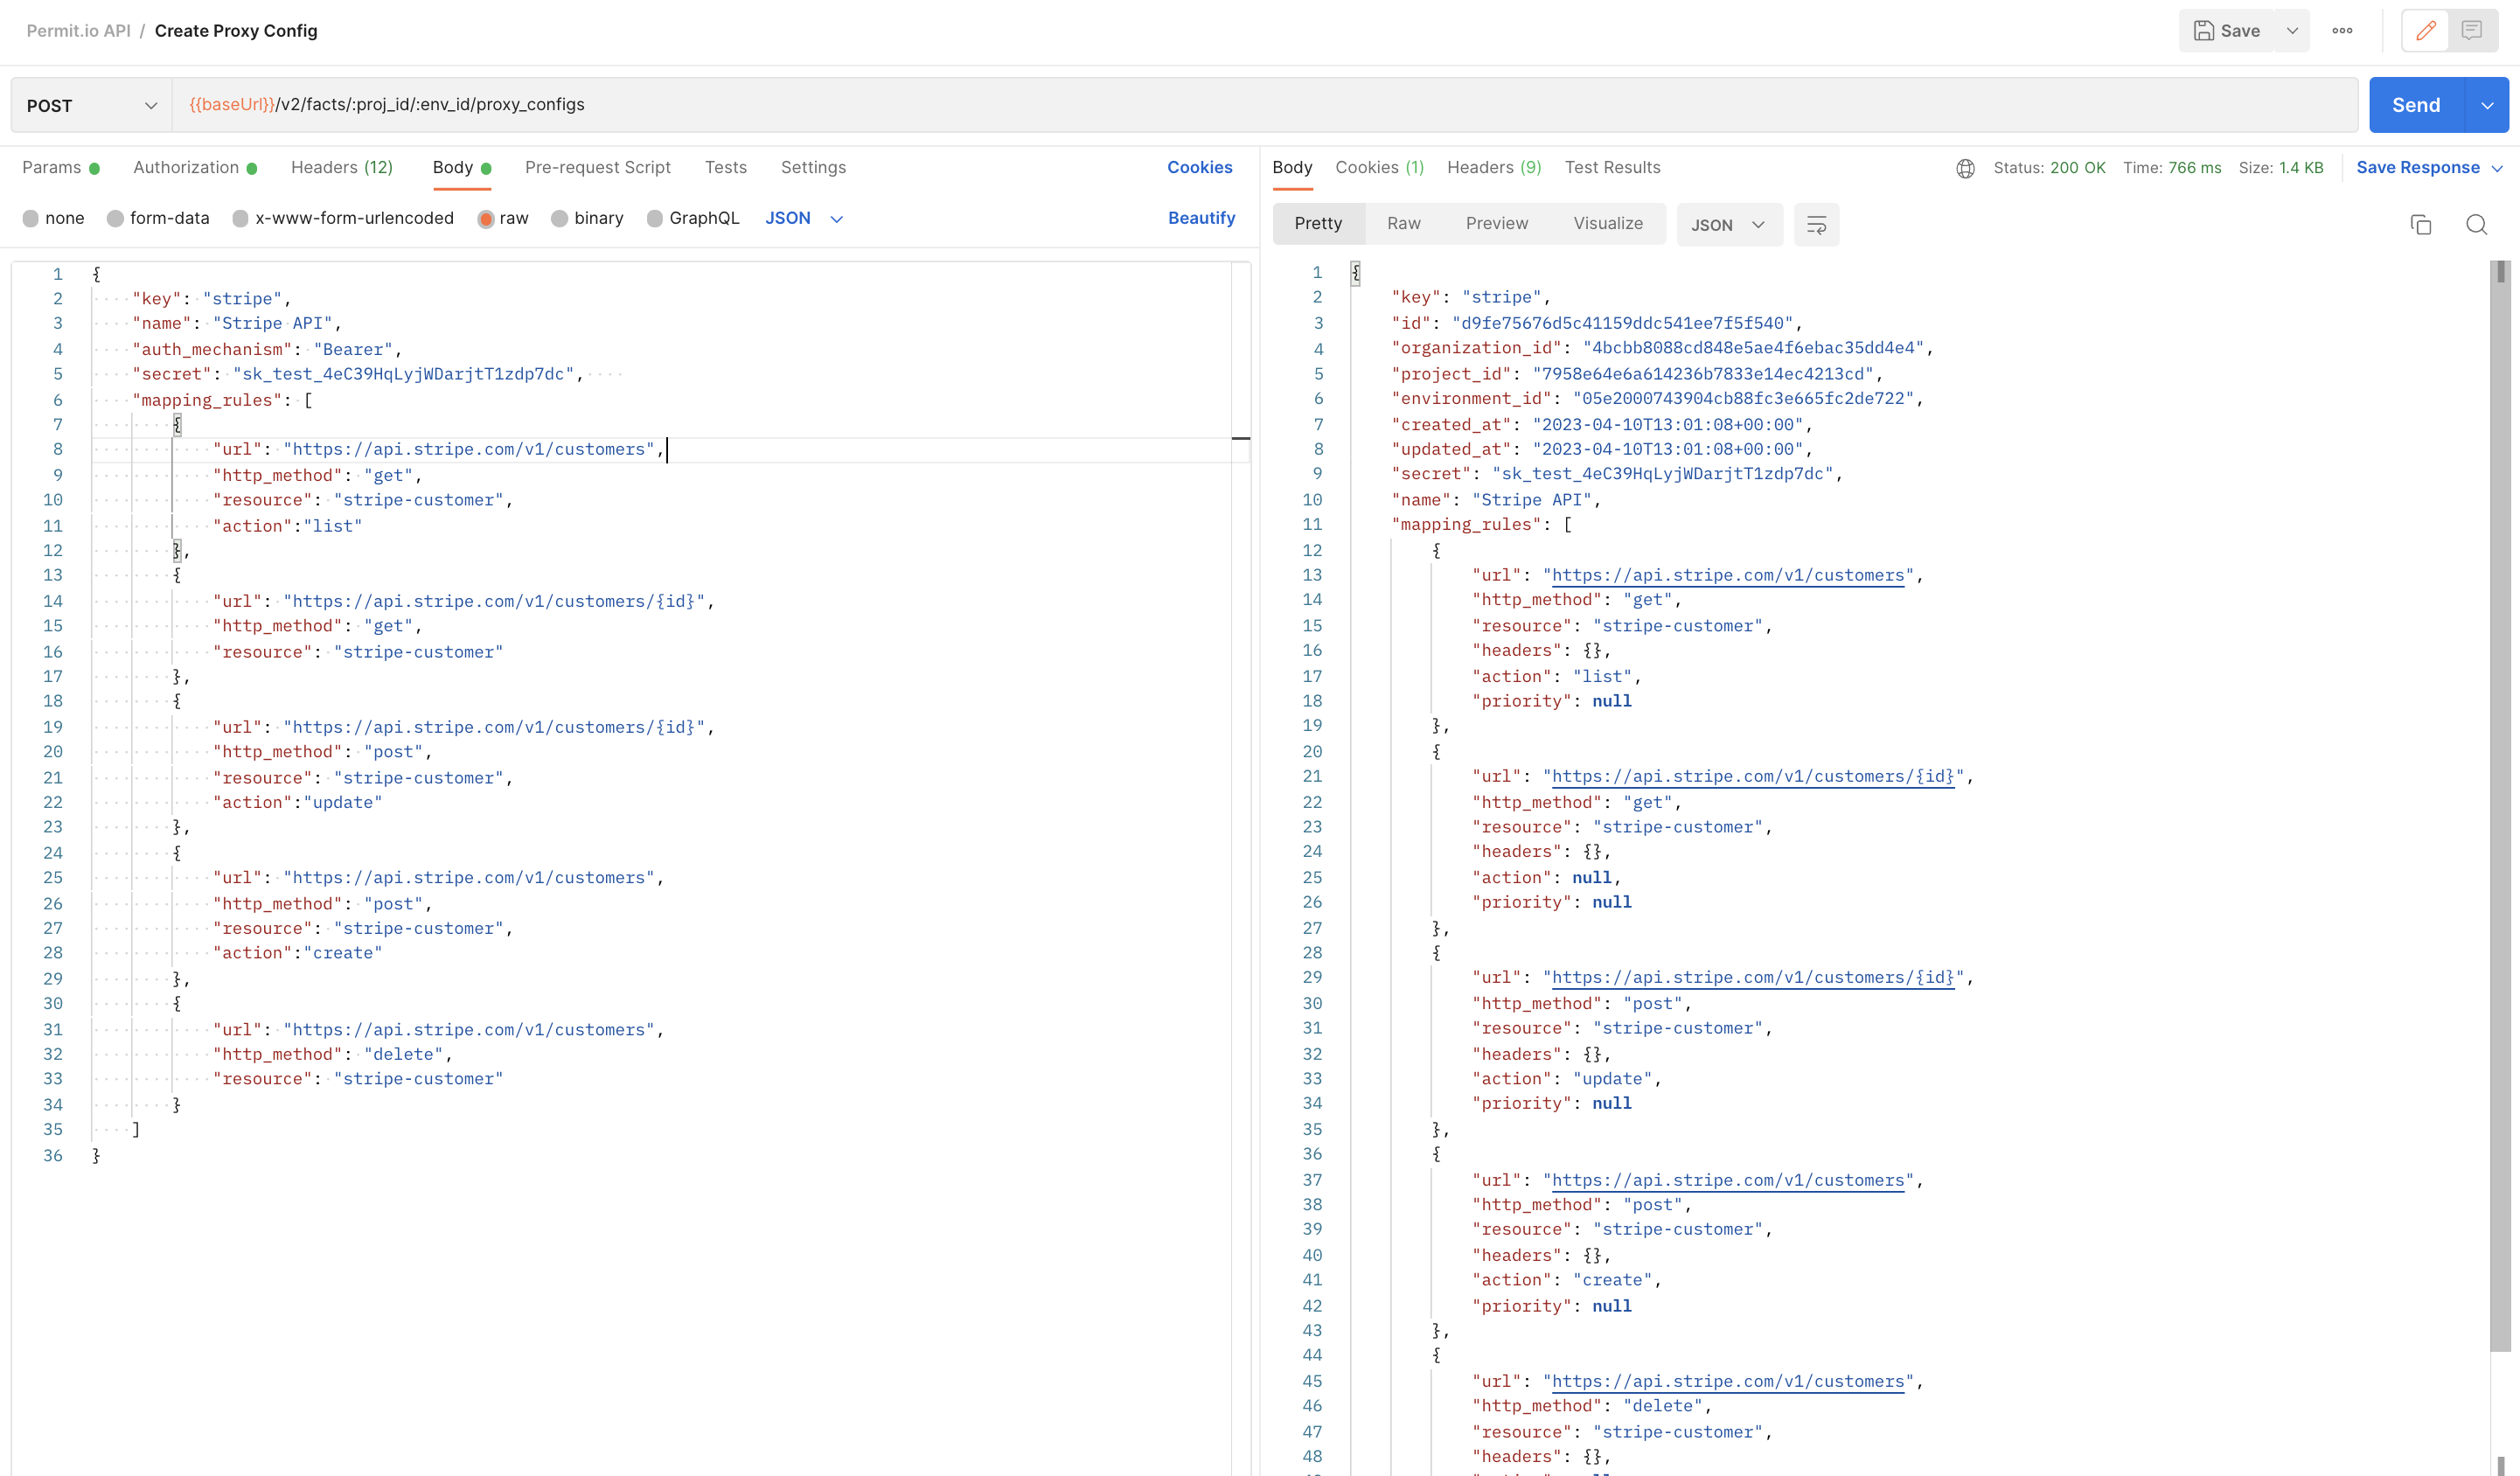 Permit.io API / Create Proxy Config
Save
POST
{{baseUrl}}/v2/facts/:proj_id/:env_id/proxy_configs
Send
Params Authorization Headers (12) Body Pre-request Script Tests Settings Cookies
none form-data x-www-form-urlencoded raw binary GraphQL JSON Beautify
1 {
2 "key": "stripe",
3 "name": "Stripe API",
4 "auth_mechanism": "Bearer",
5 "secret": "sk_test_4eC39HqLyjWDarjtT1zdp7dc",
6 "mapping_rules": [
7 {
8 "url": "https://api.stripe.com/v1/customers",
9 "http_method": "get",
10 "resource": "stripe-customer",
11 "action":"list"
12 },
13 {
14 "url": "https://api.stripe.com/v1/customers/{id}",
15 "http_method": "get",
16 "resource": "stripe-customer"
17 },
18 {
19 "url": "https://api.stripe.com/v1/customers/{id}",
20 "http_method": "post",
21 "resource": "stripe-customer",
22 "action":"update"
23 },
24 {
25 "url": "https://api.stripe.com/v1/customers",
26 "http_method": "post",
27 "resource": "stripe-customer",
28 "action":"create"
29 },
30 {
31 "url": "https://api.stripe.com/v1/customers",
32 "http_method": "delete",
33 "resource": "stripe-customer"
34 }
35 ]
36 }
Body Cookies (1) Headers (9) Test Results Status: 200 OK Time: 766 ms Size: 1.4 KB Save Response
Pretty Raw Preview Visualize JSON
1 {
2 "key": "stripe",
3 "id": "d9fe75676d5c41159ddc541ee7f5f540",
4 "organization_id": "4bcbb8088cd848e5ae4f6ebac35dd4e4",
5 "project_id": "7958e64e6a614236b7833e14ec4213cd",
6 "environment_id": "05e2000743904cb88fc3e665fc2de722",
7 "created_at": "2023-04-10T13:01:08+00:00",
8 "updated_at": "2023-04-10T13:01:08+00:00",
9 "secret": "sk_test_4eC39HqLyjWDarjtT1zdp7dc",
10 "name": "Stripe API",
11 "mapping_rules": [
12 {
13 "url": "https://api.stripe.com/v1/customers",
14 "http_method": "get",
15 "resource": "stripe-customer",
16 "headers": {},
17 "action": "list",
18 "priority": null
19 },
20 {
21 "url": "https://api.stripe.com/v1/customers/{id}",
22 "http_method": "get",
23 "resource": "stripe-customer",
24 "headers": {},
25 "action": null,
26 "priority": null
27 },
28 {
29 "url": "https://api.stripe.com/v1/customers/{id}",
30 "http_method": "post",
31 "resource": "stripe-customer",
32 "headers": {},
33 "action": "update",
34 "priority": null
35 },
36 {
37 "url": "https://api.stripe.com/v1/customers",
38 "http_method": "post",
39 "resource": "stripe-customer",
40 "headers": {},
41 "action": "create",
42 "priority": null
43 },
44 {
45 "url": "https://api.stripe.com/v1/customers",
46 "http_method": "delete",
47 "resource": "stripe-customer",
48 "headers": {},